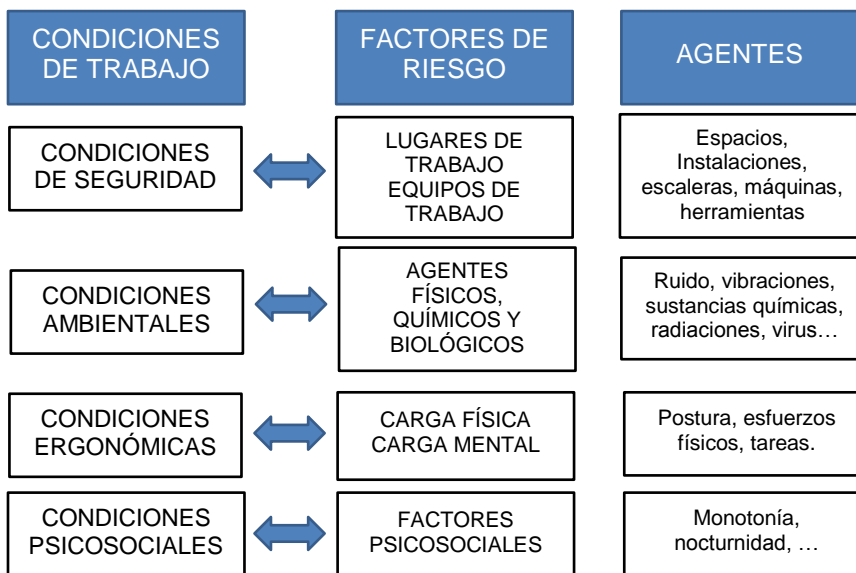 CONDICIONES
DE TRABAJO
FACTORES DE
RIESGO
AGENTES
CONDICIONES
DE SEGURIDAD
LUGARES DE
TRABAJO
EQUIPOS DE
TRABAJO
Espacios,
Instalaciones,
escaleras, máquinas,
herramientas
CONDICIONES
AMBIENTALES
AGENTES
FÍSICOS,
QUÍMICOS Y
BIOLÓGICOS
Ruido, vibraciones,
sustancias químicas,
radiaciones, virus…
CONDICIONES
ERGONÓMICAS
CARGA FÍSICA
CARGA MENTAL
Postura, esfuerzos
físicos, tareas.
CONDICIONES
PSICOSOCIALES
FACTORES
PSICOSOCIALES
Monotonía,
nocturnidad, …